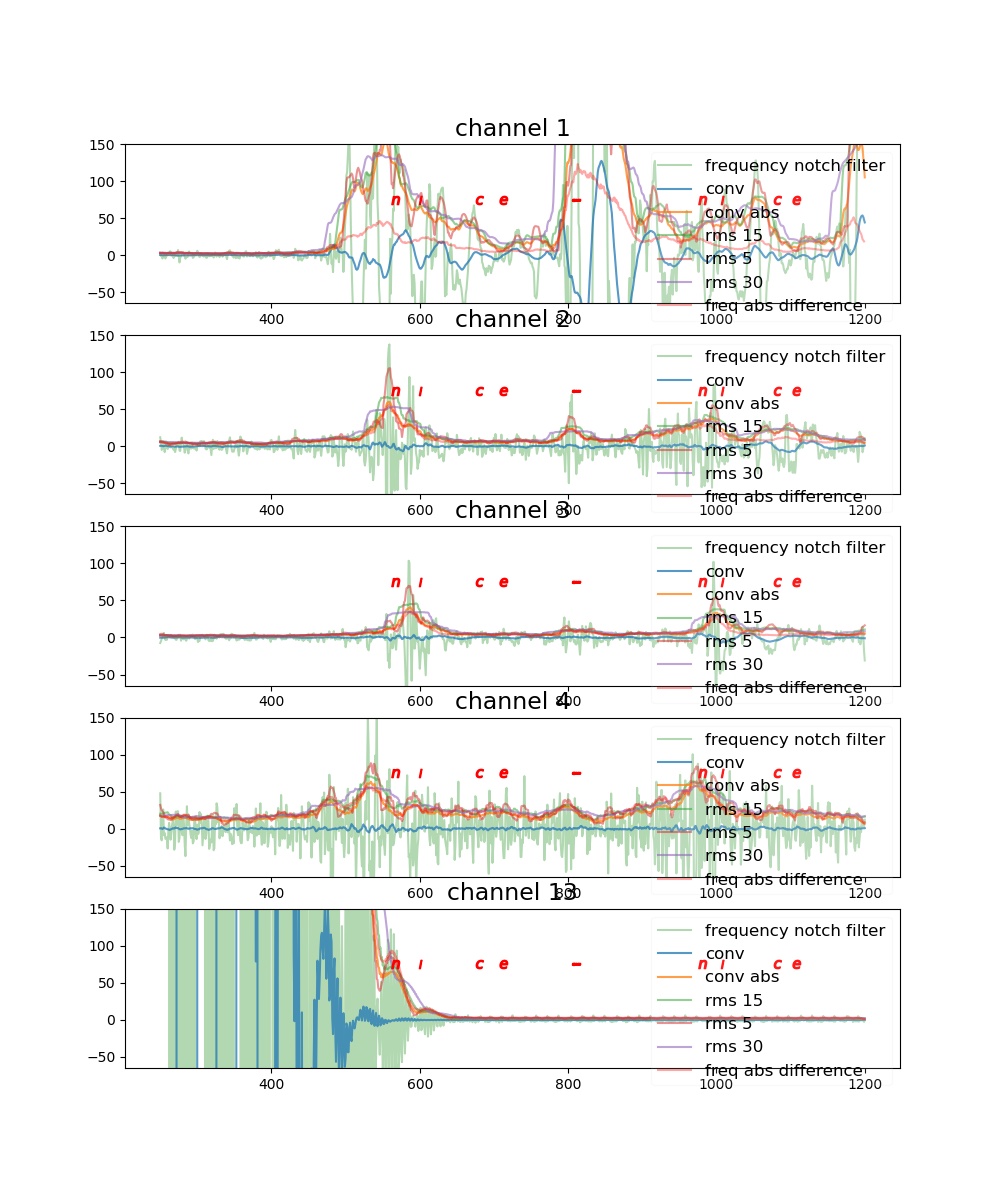 channel 1
150
100
50
0
−50
n ı c e –
n ı c e
frequency notch filter
conv
conv abs
rms 15
rms 5
rms 30
freq abs difference
400 600 800 1000 1200
channel 2
150
100
50
0
−50
n ı c e –
n ı c e
frequency notch filter
conv
conv abs
rms 15
rms 5
rms 30
freq abs difference
400 600 800 1000 1200
channel 3
150
100
50
0
−50
n ı c e –
n ı c e
frequency notch filter
conv
conv abs
rms 15
rms 5
rms 30
freq abs difference
400 600 800 1000 1200
channel 4
150
100
50
0
−50
n ı c e –
n ı c e
frequency notch filter
conv
conv abs
rms 15
rms 5
rms 30
freq abs difference
400 600 800 1000 1200
channel 13
150
100
50
0
−50
n ı c e –
n ı c e
frequency notch filter
conv
conv abs
rms 15
rms 5
rms 30
freq abs difference
400 600 800 1000 1200